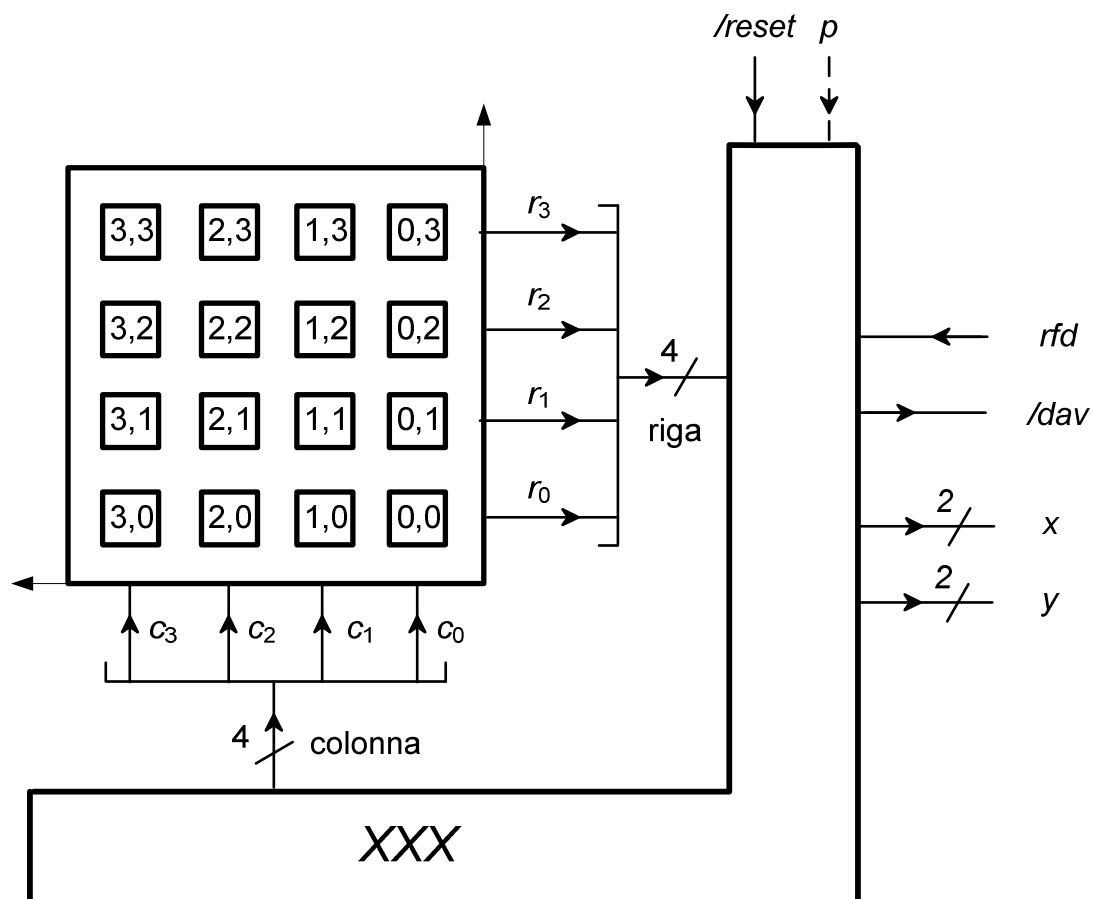 /reset p
r3
3,3 2,3 1,3 0,3
r2
3,2 2,2 1,2 0,2
4
rfd
r1
3,1 2,1 1,1 0,1
riga
/dav
r0
3,0 2,0 1,0 0,0
2
x
2
y
c3 c2 c1 c0
4 colonna
XXX